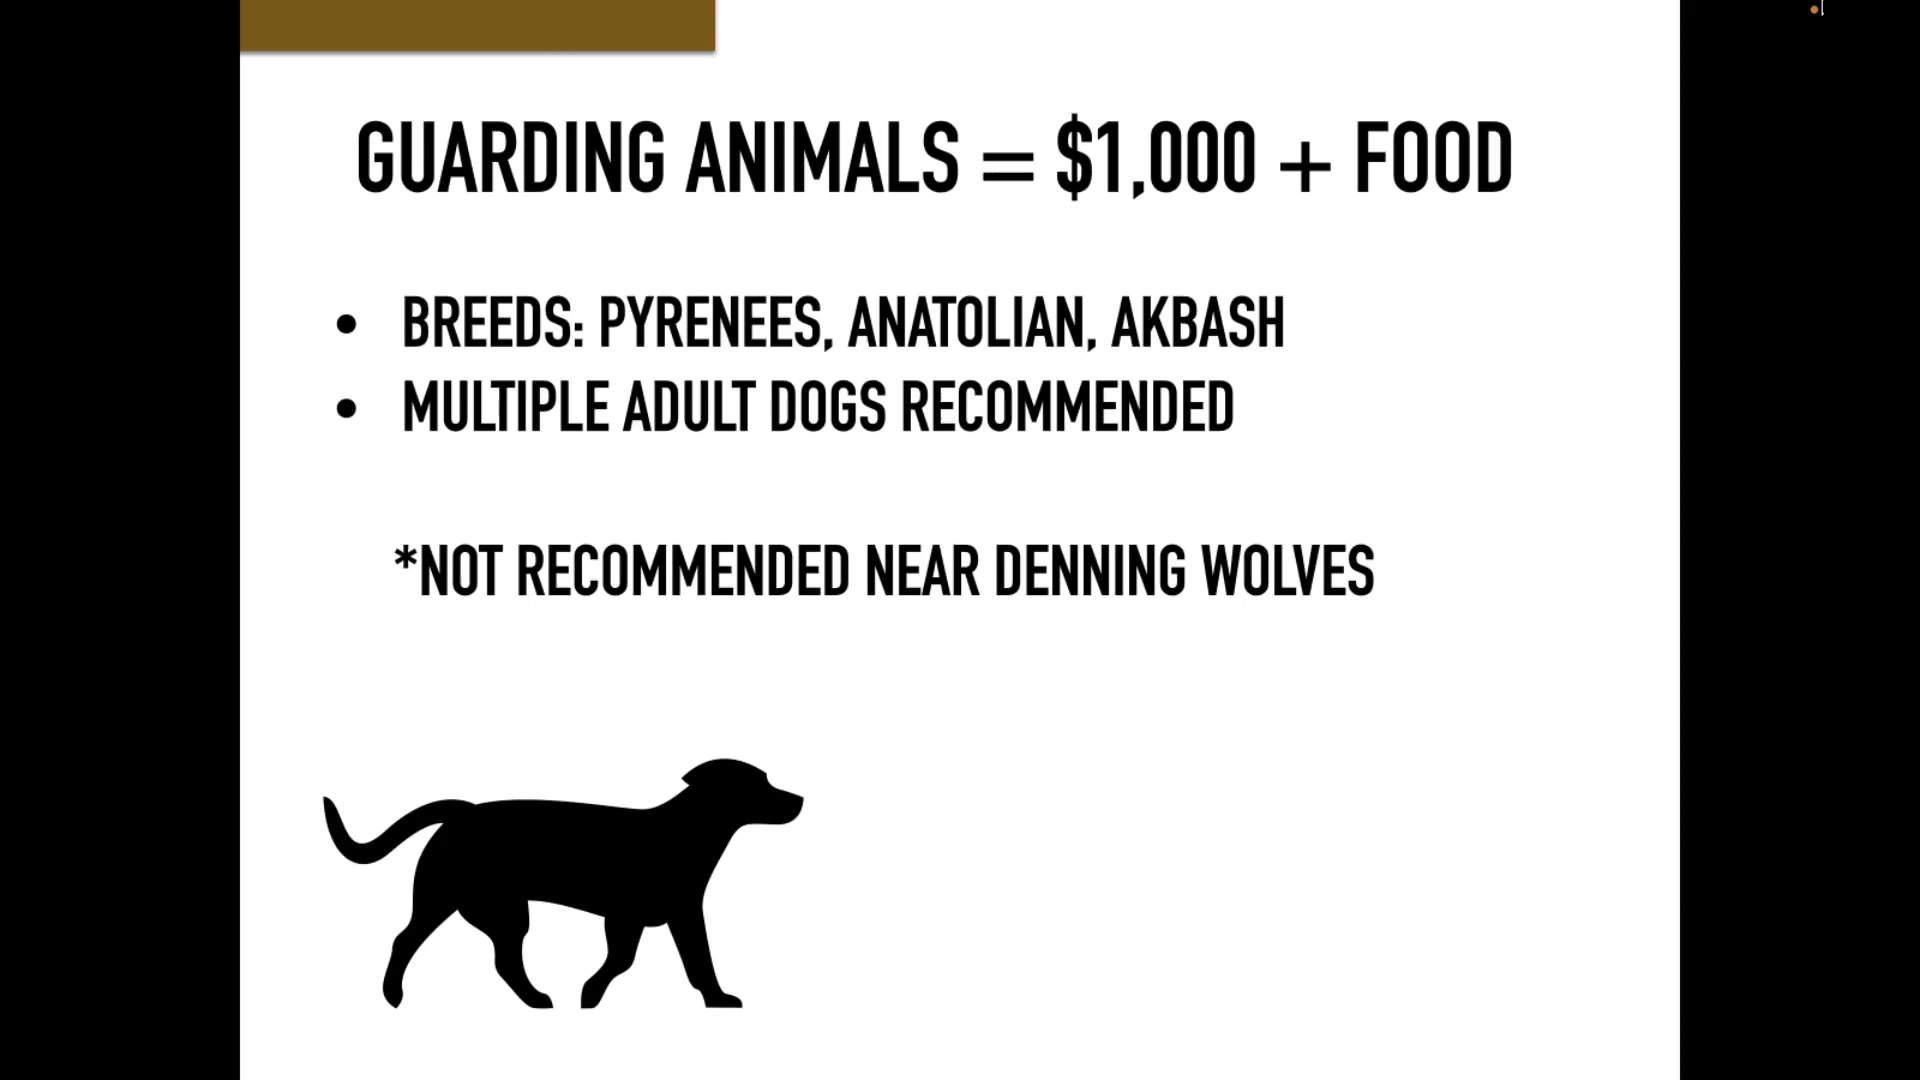 GUARDING ANIMALS = $1,000 + FOOD
• BREEDS: PYRENEES, ANATOLIAN, AKBASH
• MULTIPLE ADULT DOGS RECOMMENDED
*NOT RECOMMENDED NEAR DENNING WOLVES